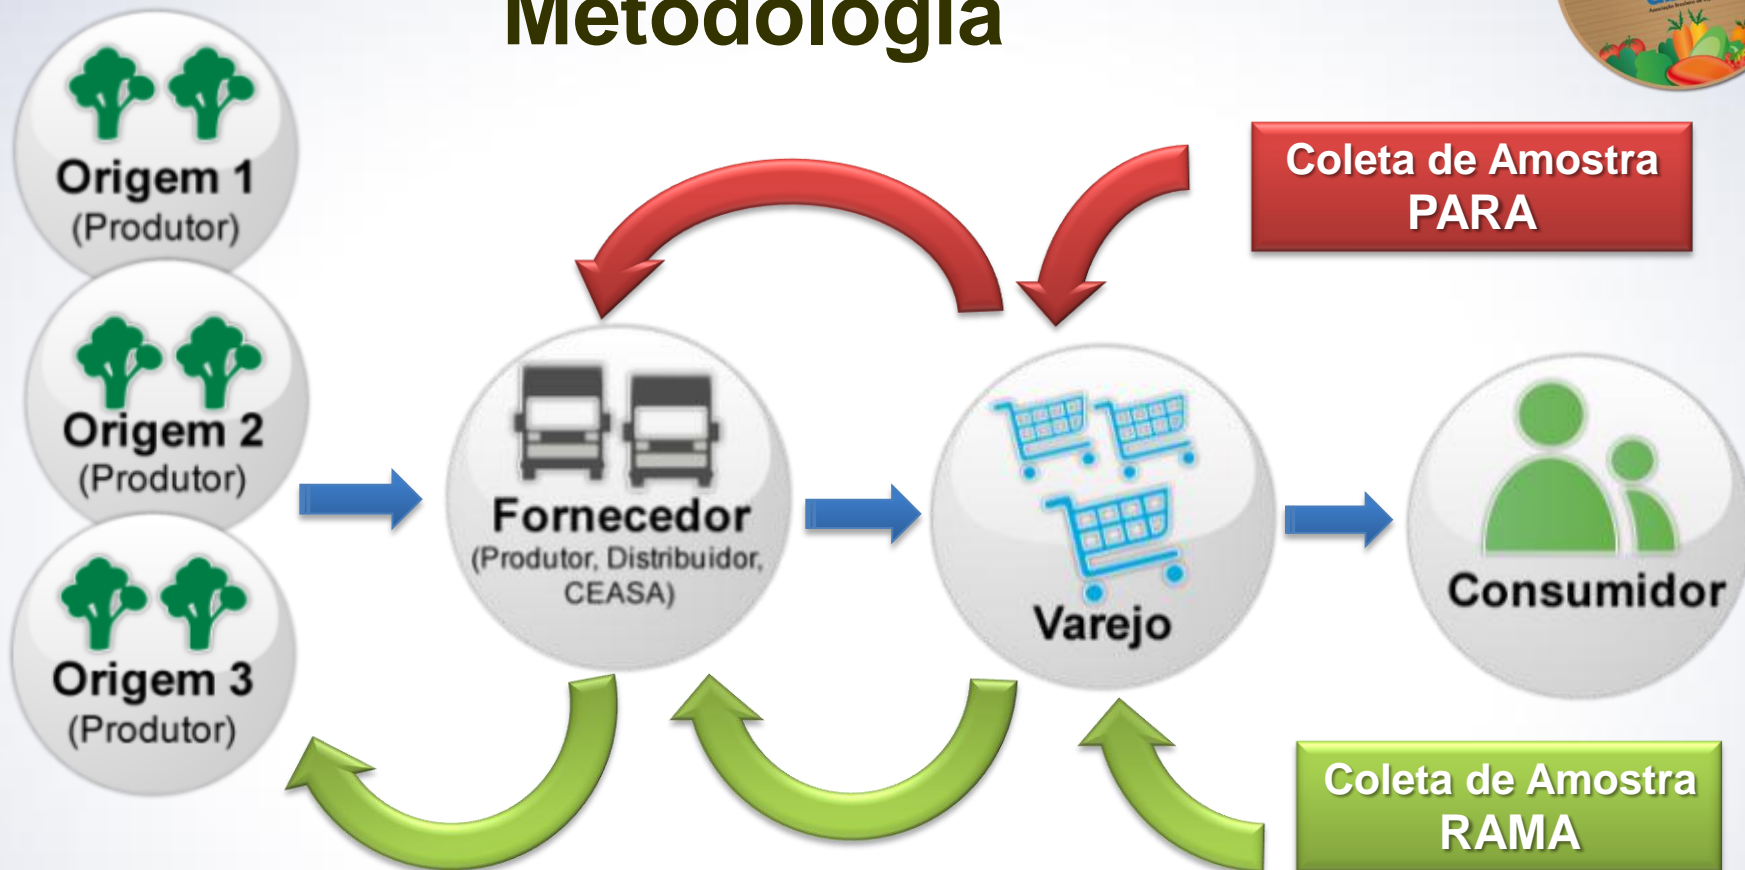 Metodologia
Origem 1
(Produtor)
Origem 2
(Produtor)
Origem 3
(Produtor)
Fornecedor
(Produtor, Distribuidor,
CEASA)
Varejo
Consumidor
Coleta de Amostra
PARA
Coleta de Amostra
RAMA